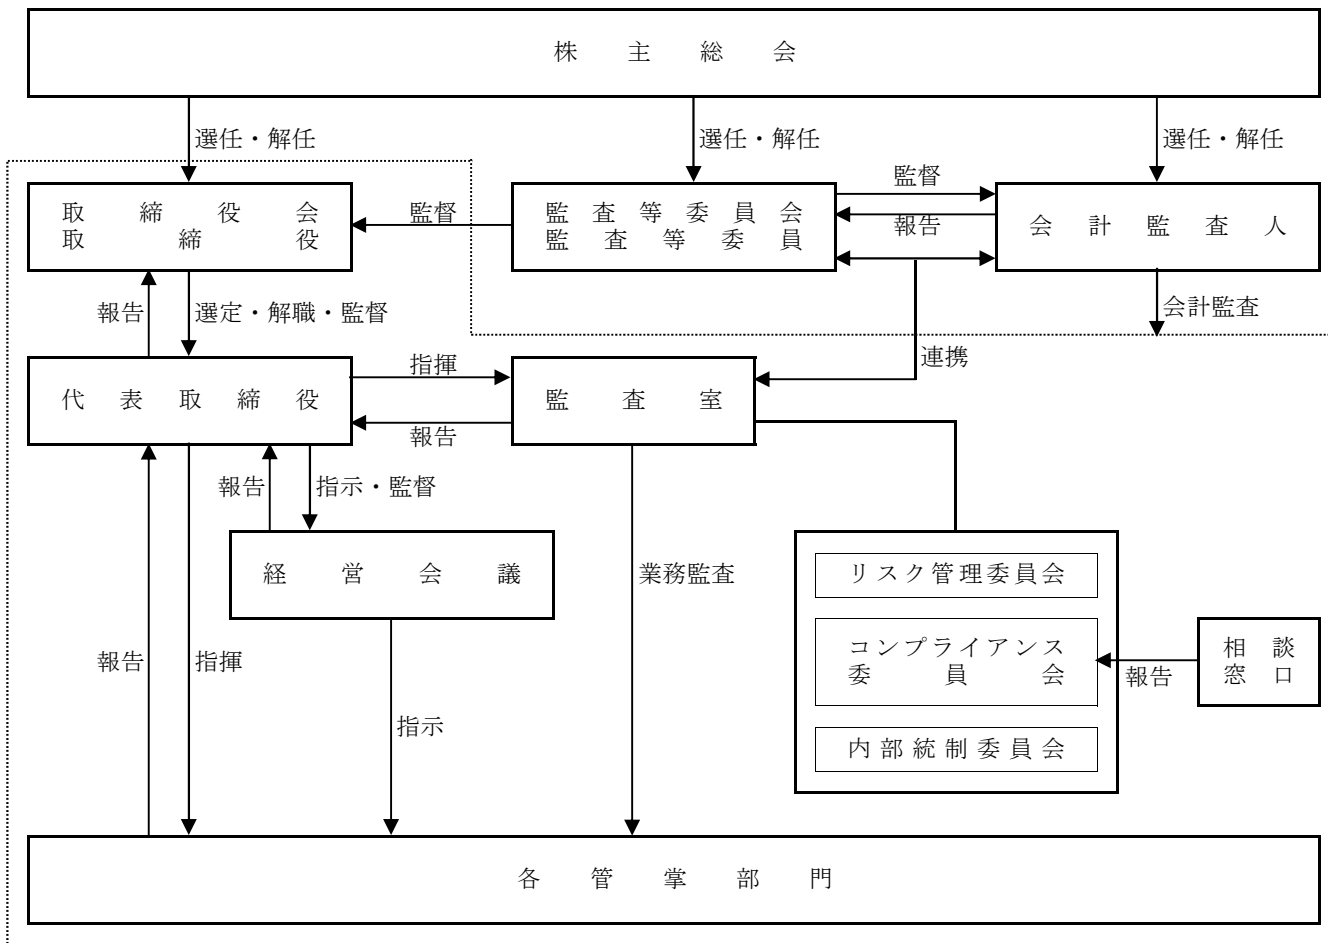 株主総会
選任・解任
選任・解任
選任・解任
取締役会
取締役
監督
監査等委員会
監査等委員
監督
報告
会計監査人
報告
選定・解職・監督
会計監査
連携
代表取締役
指揮
報告
監査室
報告
指示・監督
経営会議
業務監査
リスク管理委員会
コンプライアンス
委員会
内部統制委員会
報告
相談
窓口
報告
指揮
指示
各管掌部門